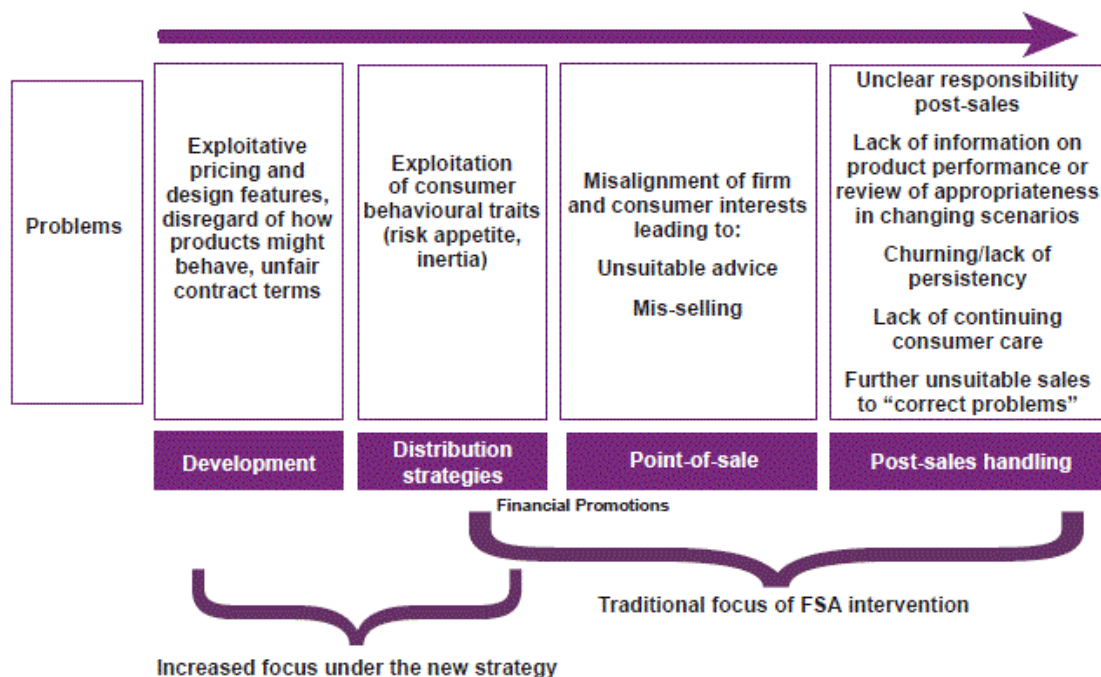 Problems
Exploitative
pricing and
design features,
disregard of how
products might
behave, unfair
contract terms
Exploitation
of consumer
behavioural traits
(risk appetite,
inertia)
Misalignment of firm
and consumer interests
leading to:
Unsuitable advice
Mis-selling
Unclear responsibility
post-sales
Lack of information on
product performance or
review of appropriateness
in changing scenarios
Churning/lack of
persistency
Lack of continuing
consumer care
Further unsuitable sales
to “correct problems”
Development
Distribution
strategies
Point-of-sale
Post-sales handling
Financial Promotions
Traditional focus of FSA intervention
Increased focus under the new strategy